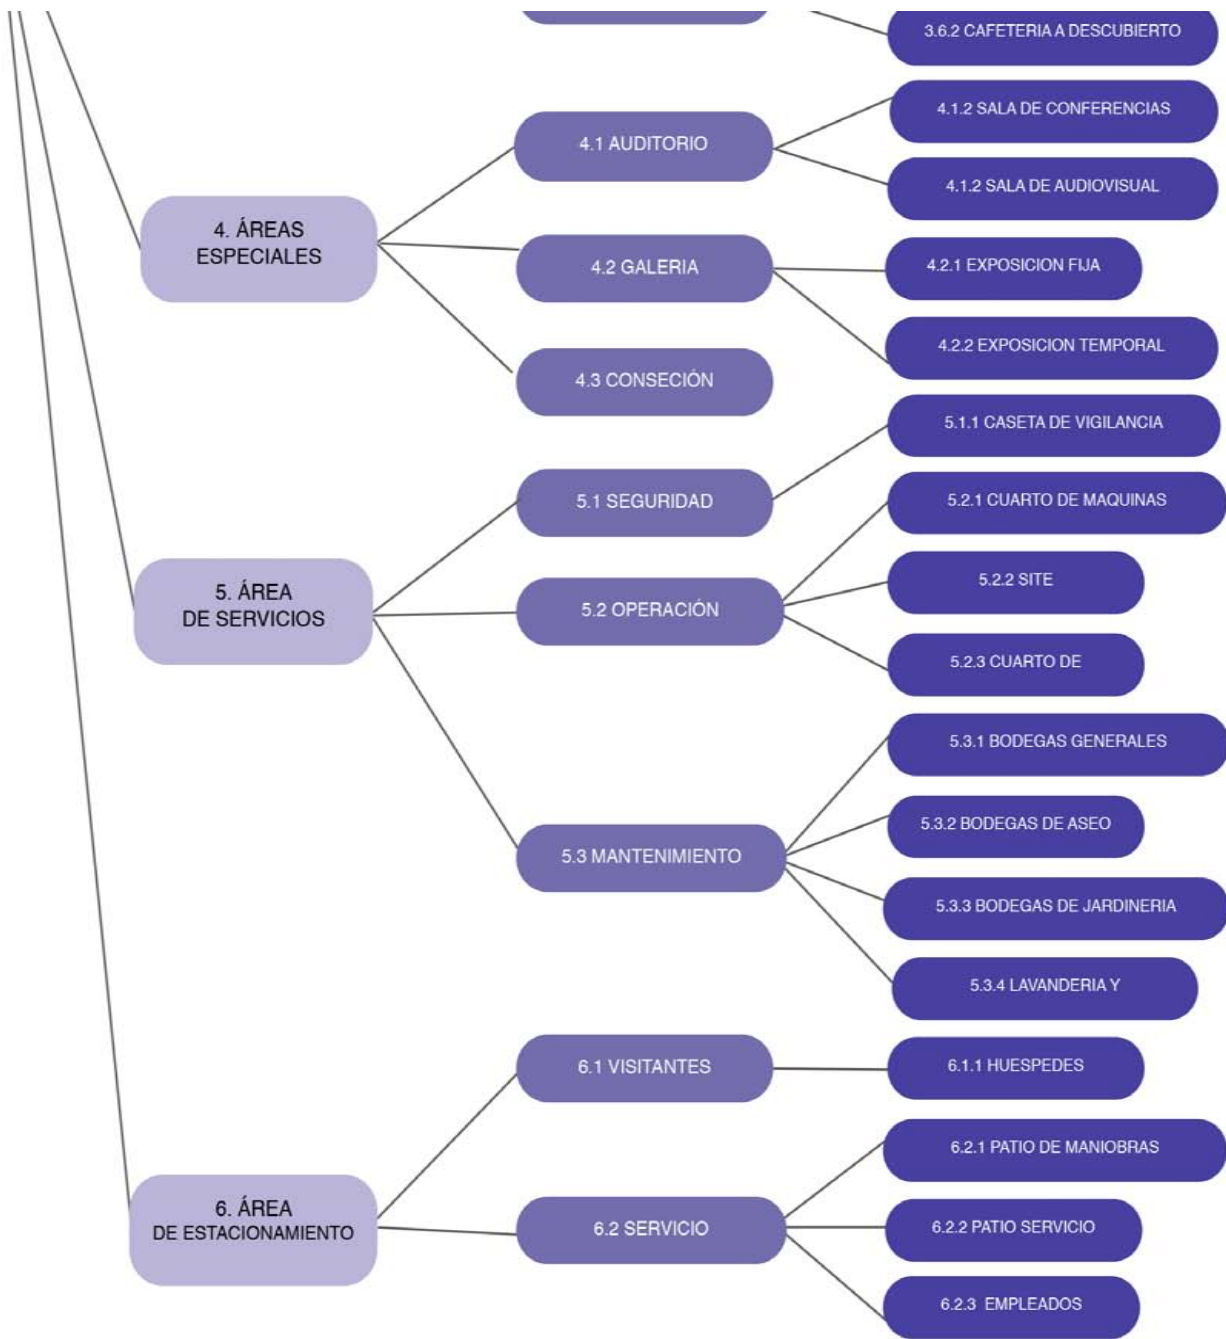 3.6.2 CAFETERIA A DESCUBIERTO
4.1.2 SALA DE CONFERENCIAS
4.1 AUDITORIO
4.1.2 SALA DE AUDIOVISUAL
4. ÁREAS
ESPECIALES
4.2 GALERIA
4.2.1 EXPOSICION FIJA
4.2.2 EXPOSICION TEMPORAL
4.3 CONSECIÓN
5.1.1 CASETA DE VIGILANCIA
5.1 SEGURIDAD
5.2.1 CUARTO DE MAQUINAS
5. ÁREA
DE SERVICIOS
5.2 OPERACIÓN
5.2.2 SITE
5.2.3 CUARTO DE
5.3.1 BODEGAS GENERALES
5.3.2 BODEGAS DE ASEO
5.3 MANTENIMIENTO
5.3.3 BODEGAS DE JARDINERIA
5.3.4 LAVANDERIA Y
6.1 VISITANTES
6.1.1 HUESPEDES
6.2.1 PATIO DE MANIOBRAS
6. ÁREA
DE ESTACIONAMIENTO
6.2 SERVICIO
6.2.2 PATIO SERVICIO
6.2.3 EMPLEADOS